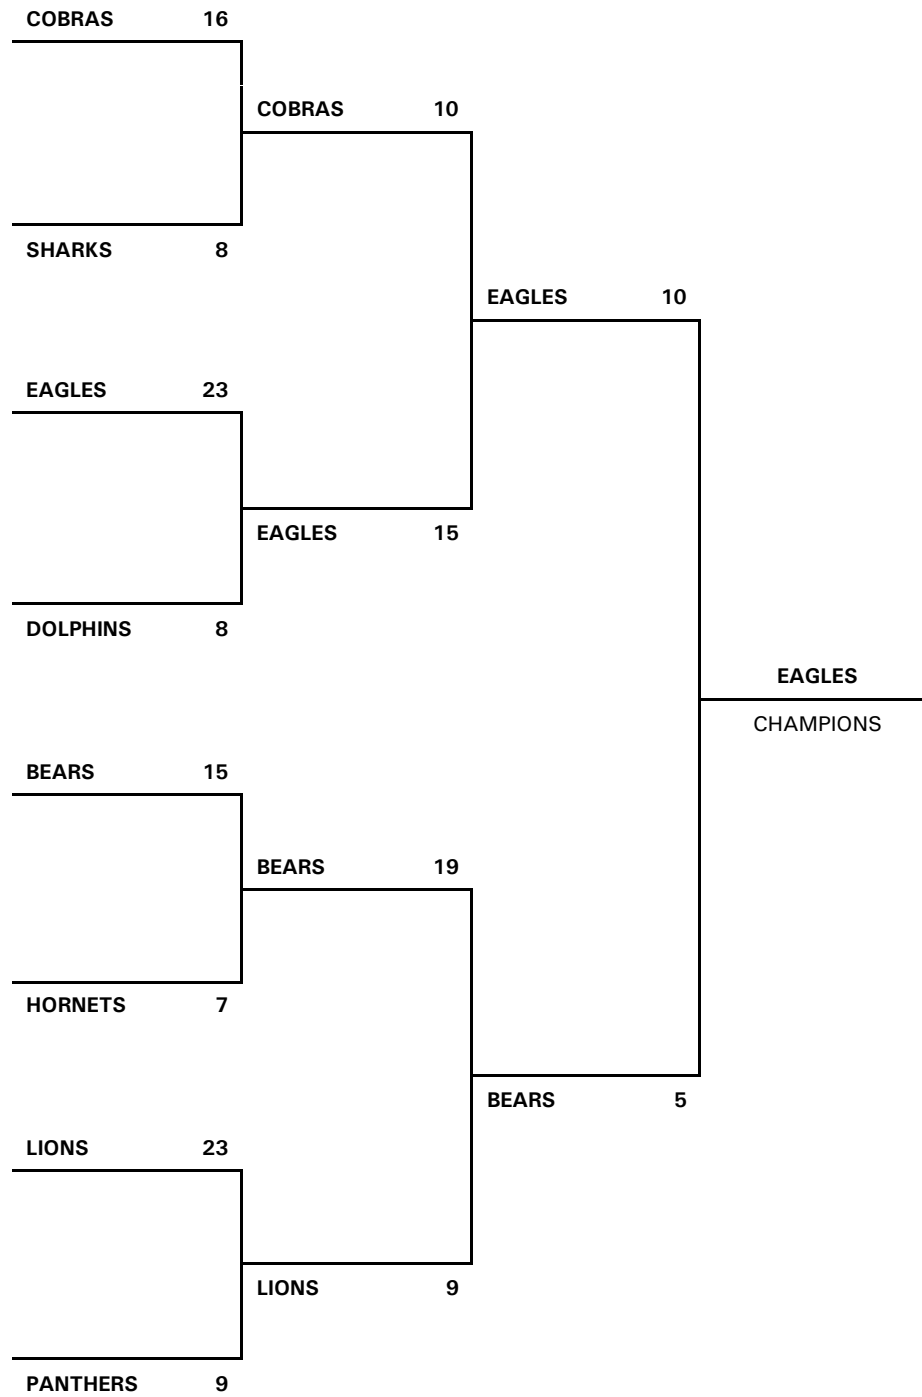 COBRAS 16
COBRAS 10
SHARKS 8
EAGLES 10
EAGLES 23
EAGLES 15
DOLPHINS 8
EAGLES
CHAMPIONS
BEARS 15
BEARS 19
HORNETS 7
BEARS 5
LIONS 23
LIONS 9
PANTHERS 9